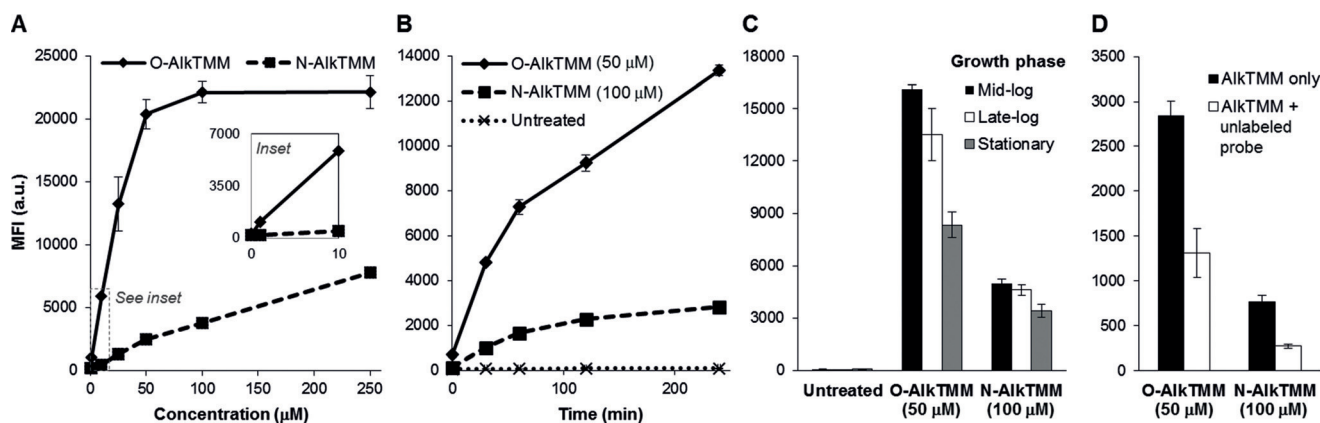 A
MFI (a.u.)
25000
20000
15000
10000
5000
0
O-AlkTMM
N-AlkTMM
7000
3500
0
Inset
0 10
See inset
0 50 100 150 200 250
Concentration (μM)
B
14000
12000
10000
8000
6000
4000
2000
0
O-AlkTMM (50 μM)
N-AlkTMM (100 μM)
Untreated
0 100 200
Time (min)
C
18000
15000
12000
9000
6000
3000
0
Growth phase
Mid-log
Late-log
Stationary
Untreated O-AlkTMM N-AlkTMM
(50 μM) (100 μM)
D
3500
3000
2500
2000
1500
1000
500
0
AlkTMM only
AlkTMM +
unlabeled
probe
O-AlkTMM N-AlkTMM
(50 μM) (100 μM)